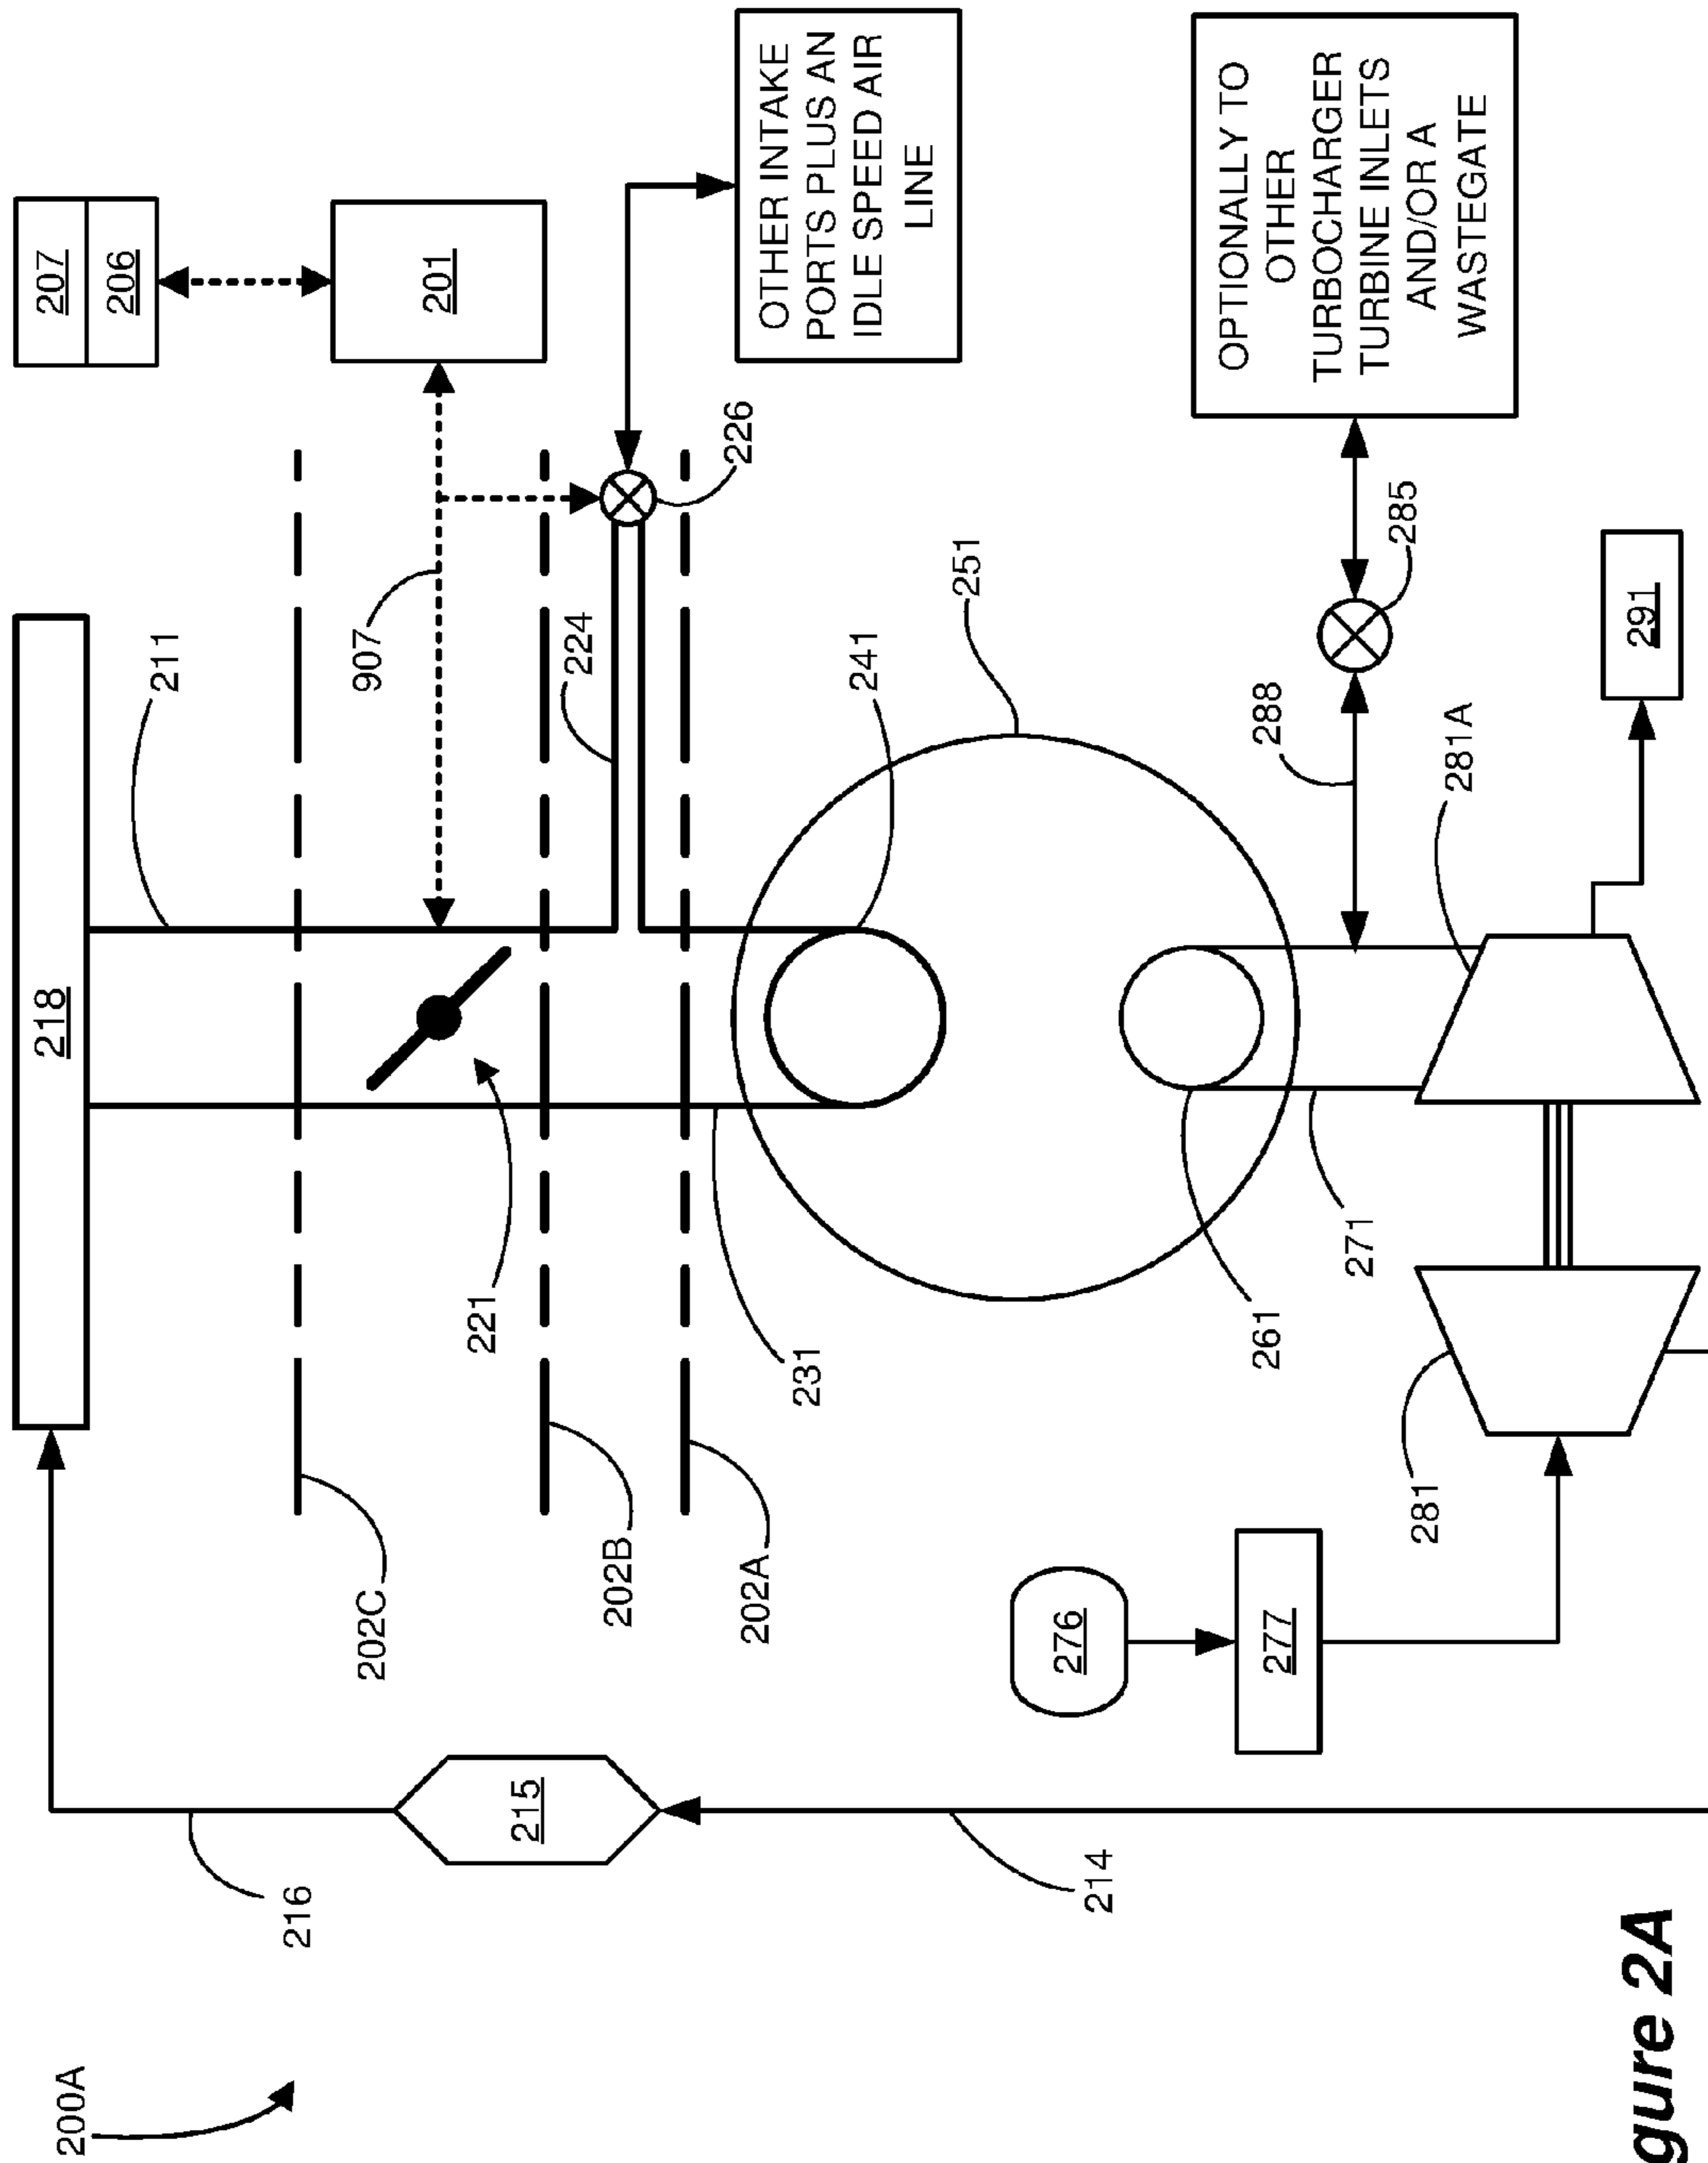 200A
218
207
206
211
216
202C
907
201
221
215
224
202B
226
202A
231
OTHER INTAKE
PORTS PLUS AN
IDLE SPEED AIR
LINE
241
251
276
214
277
261
288
271
285
OPTIONALLY TO
OTHER
TURBOCHARGER
TURBINE INLETS
AND/OR A
WASTEGATE
281
281A
291
gure 2A